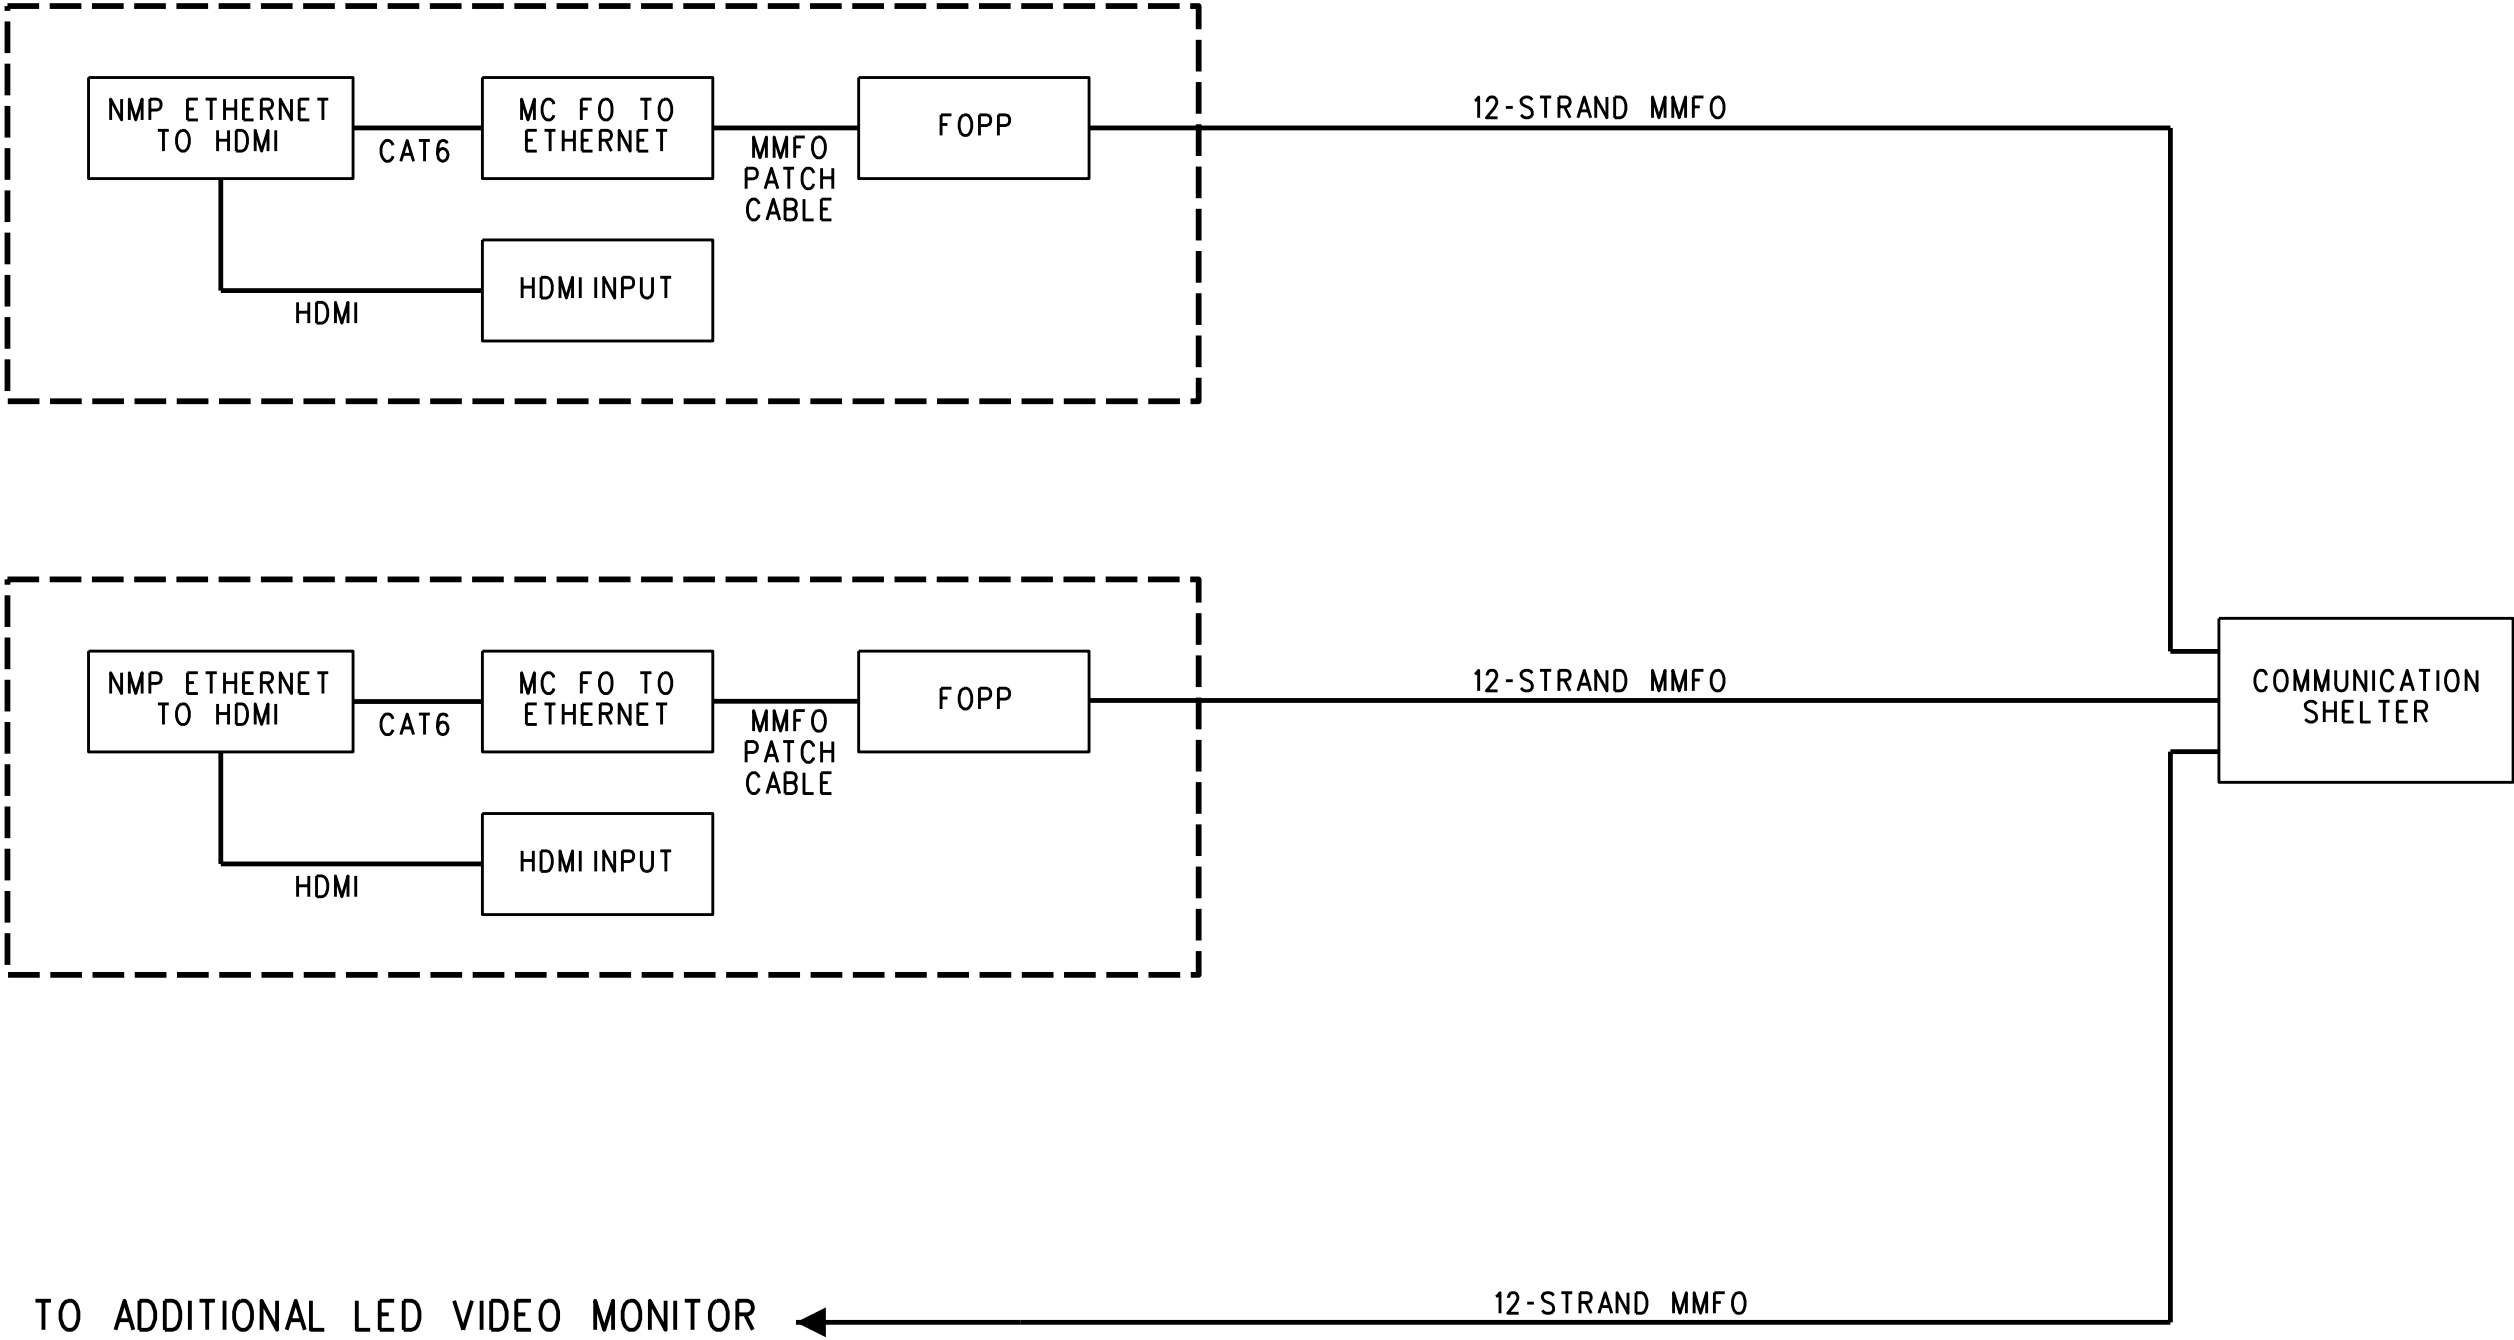 NMP ETHERNET
TO HDMI
CAT6
MC FO TO
ETHERNET
MMFO
PATCH
CABLE
FOPP
12-STRAND MMFO
HDMI
HDMI INPUT
NMP ETHERNET
TO HDMI
CAT6
MC FO TO
ETHERNET
MMFO
PATCH
CABLE
FOPP
12-STRAND MMFO
COMMUNICATION
SHELTER
HDMI
HDMI INPUT
TO ADDITIONAL LED VIDEO MONITOR
12-STRAND MMFO